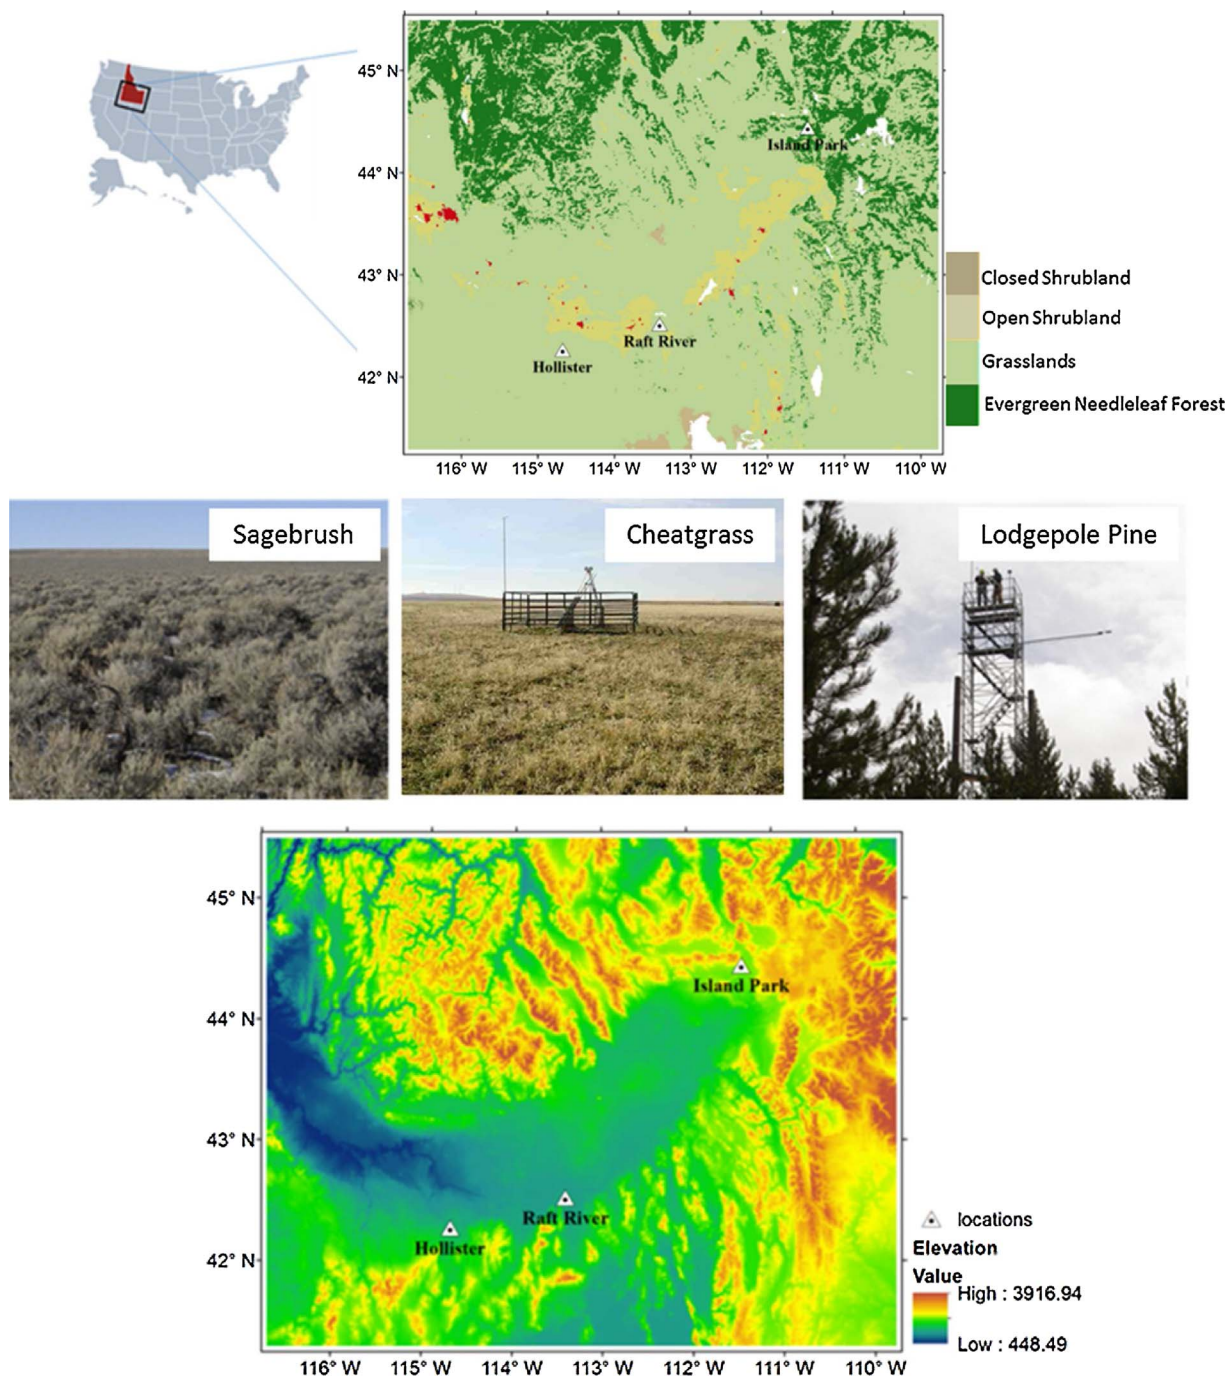 45° N
44° N
43° N
42° N
Island Park
Raft River
Hollister
116° W 115° W 114° W 113° W 112° W 111° W 110° W
Closed Shrubland
Open Shrubland
Grasslands
Evergreen Needleleaf Forest
Sagebrush
Cheatgrass
Lodgepole Pine
45° N
44° N
43° N
42° N
Island Park
Raft River
Hollister
116° W 115° W 114° W 113° W 112° W 111° W 110° W
locations
Elevation
Value
High : 3916.94
Low : 448.49